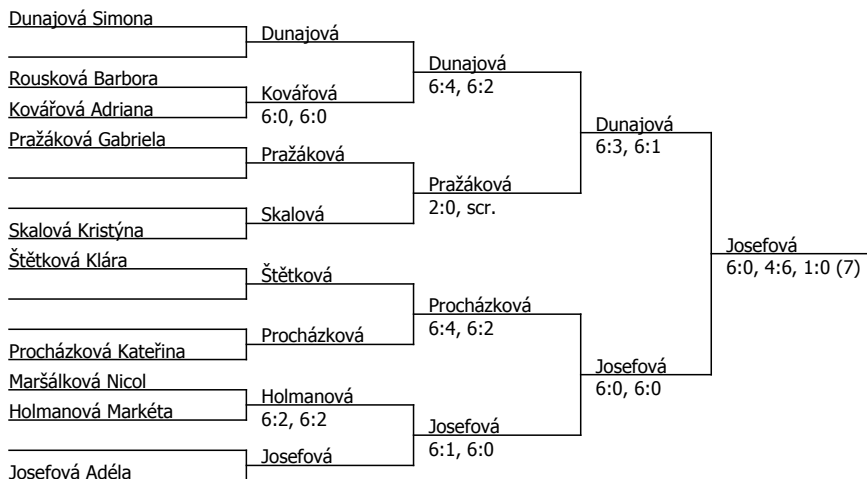 Dunajová Simona
Rousková Barbora
Kovářová Adriana
Pražáková Gabriela
Skalová Kristýna
Štětková Klára
Procházková Kateřina
Maršálková Nicol
Holmanová Markéta
Josefová Adéla
Dunajová
Kovářová
6:0, 6:0
Pražáková
Skalová
Štětková
Procházková
Holmanová
6:2, 6:2
Josefová
Dunajová
6:4, 6:2
Pražáková
2:0, scr.
Procházková
6:4, 6:2
Josefová
6:1, 6:0
Dunajová
6:3, 6:1
Josefová
6:0, 6:0
Josefová
6:0, 4:6, 1:0 (7)